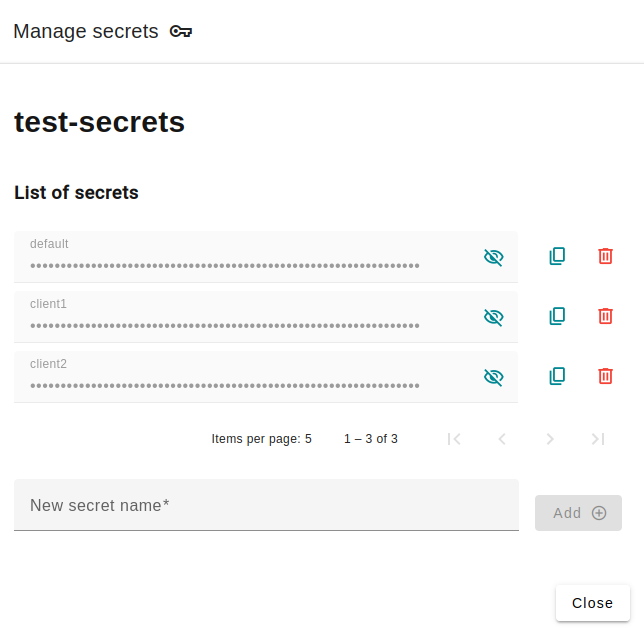 Manage secrets
test-secrets
List of secrets
default
••••••••••••••••••••••••••••••••••••••••••••••••••••••••••••••••
client1
••••••••••••••••••••••••••••••••••••••••••••••••••••••••••••••••
client2
••••••••••••••••••••••••••••••••••••••••••••••••••••••••••••••••
Items per page: 5 1 – 3 of 3
New secret name*
Add
Close